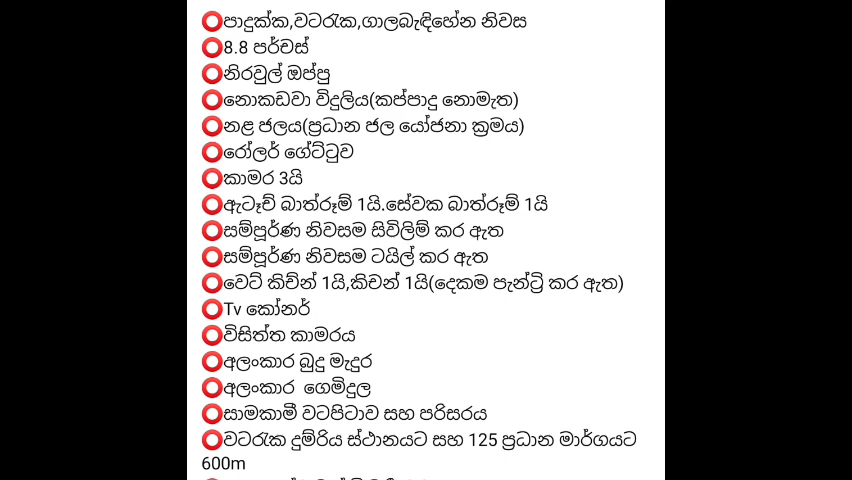 ⭕පාදුක්ක,වටරැක,ගාලබැඳිහේන නිවස
⭕8.8 පර්චස්
⭕නිරවුල් ඔප්පු
⭕නොකඩවා විදුලිය(කප්පාදු නොමැත)
⭕නළ ජලය(ප්‍රධාන ජල යෝජනා ක්‍රමය)
⭕රෝලර් ගේට්ටුව
⭕කාමර 3යි
⭕ඇටෑච් බාත්රූම් 1යි.සේවක බාත්රූම් 1යි
⭕සම්පූර්ණ නිවසම සිවිලිම් කර ඇත
⭕සම්පූර්ණ නිවසම ටයිල් කර ඇත
⭕වෙට් කිච්න් 1යි,කිචන් 1යි(දෙකම පැන්ට්‍රි කර ඇත)
⭕Tv කෝනර්
⭕විසිත්ත කාමරය
⭕අලංකාර බුදු මැදුර
⭕අලංකාර ගෙමිදුල
⭕සාමකාමී වටපිටාව සහ පරිසරය
⭕වටරැක දුම්රිය ස්ථානයට සහ 125 ප්‍රධාන මාර්ගයට
600m